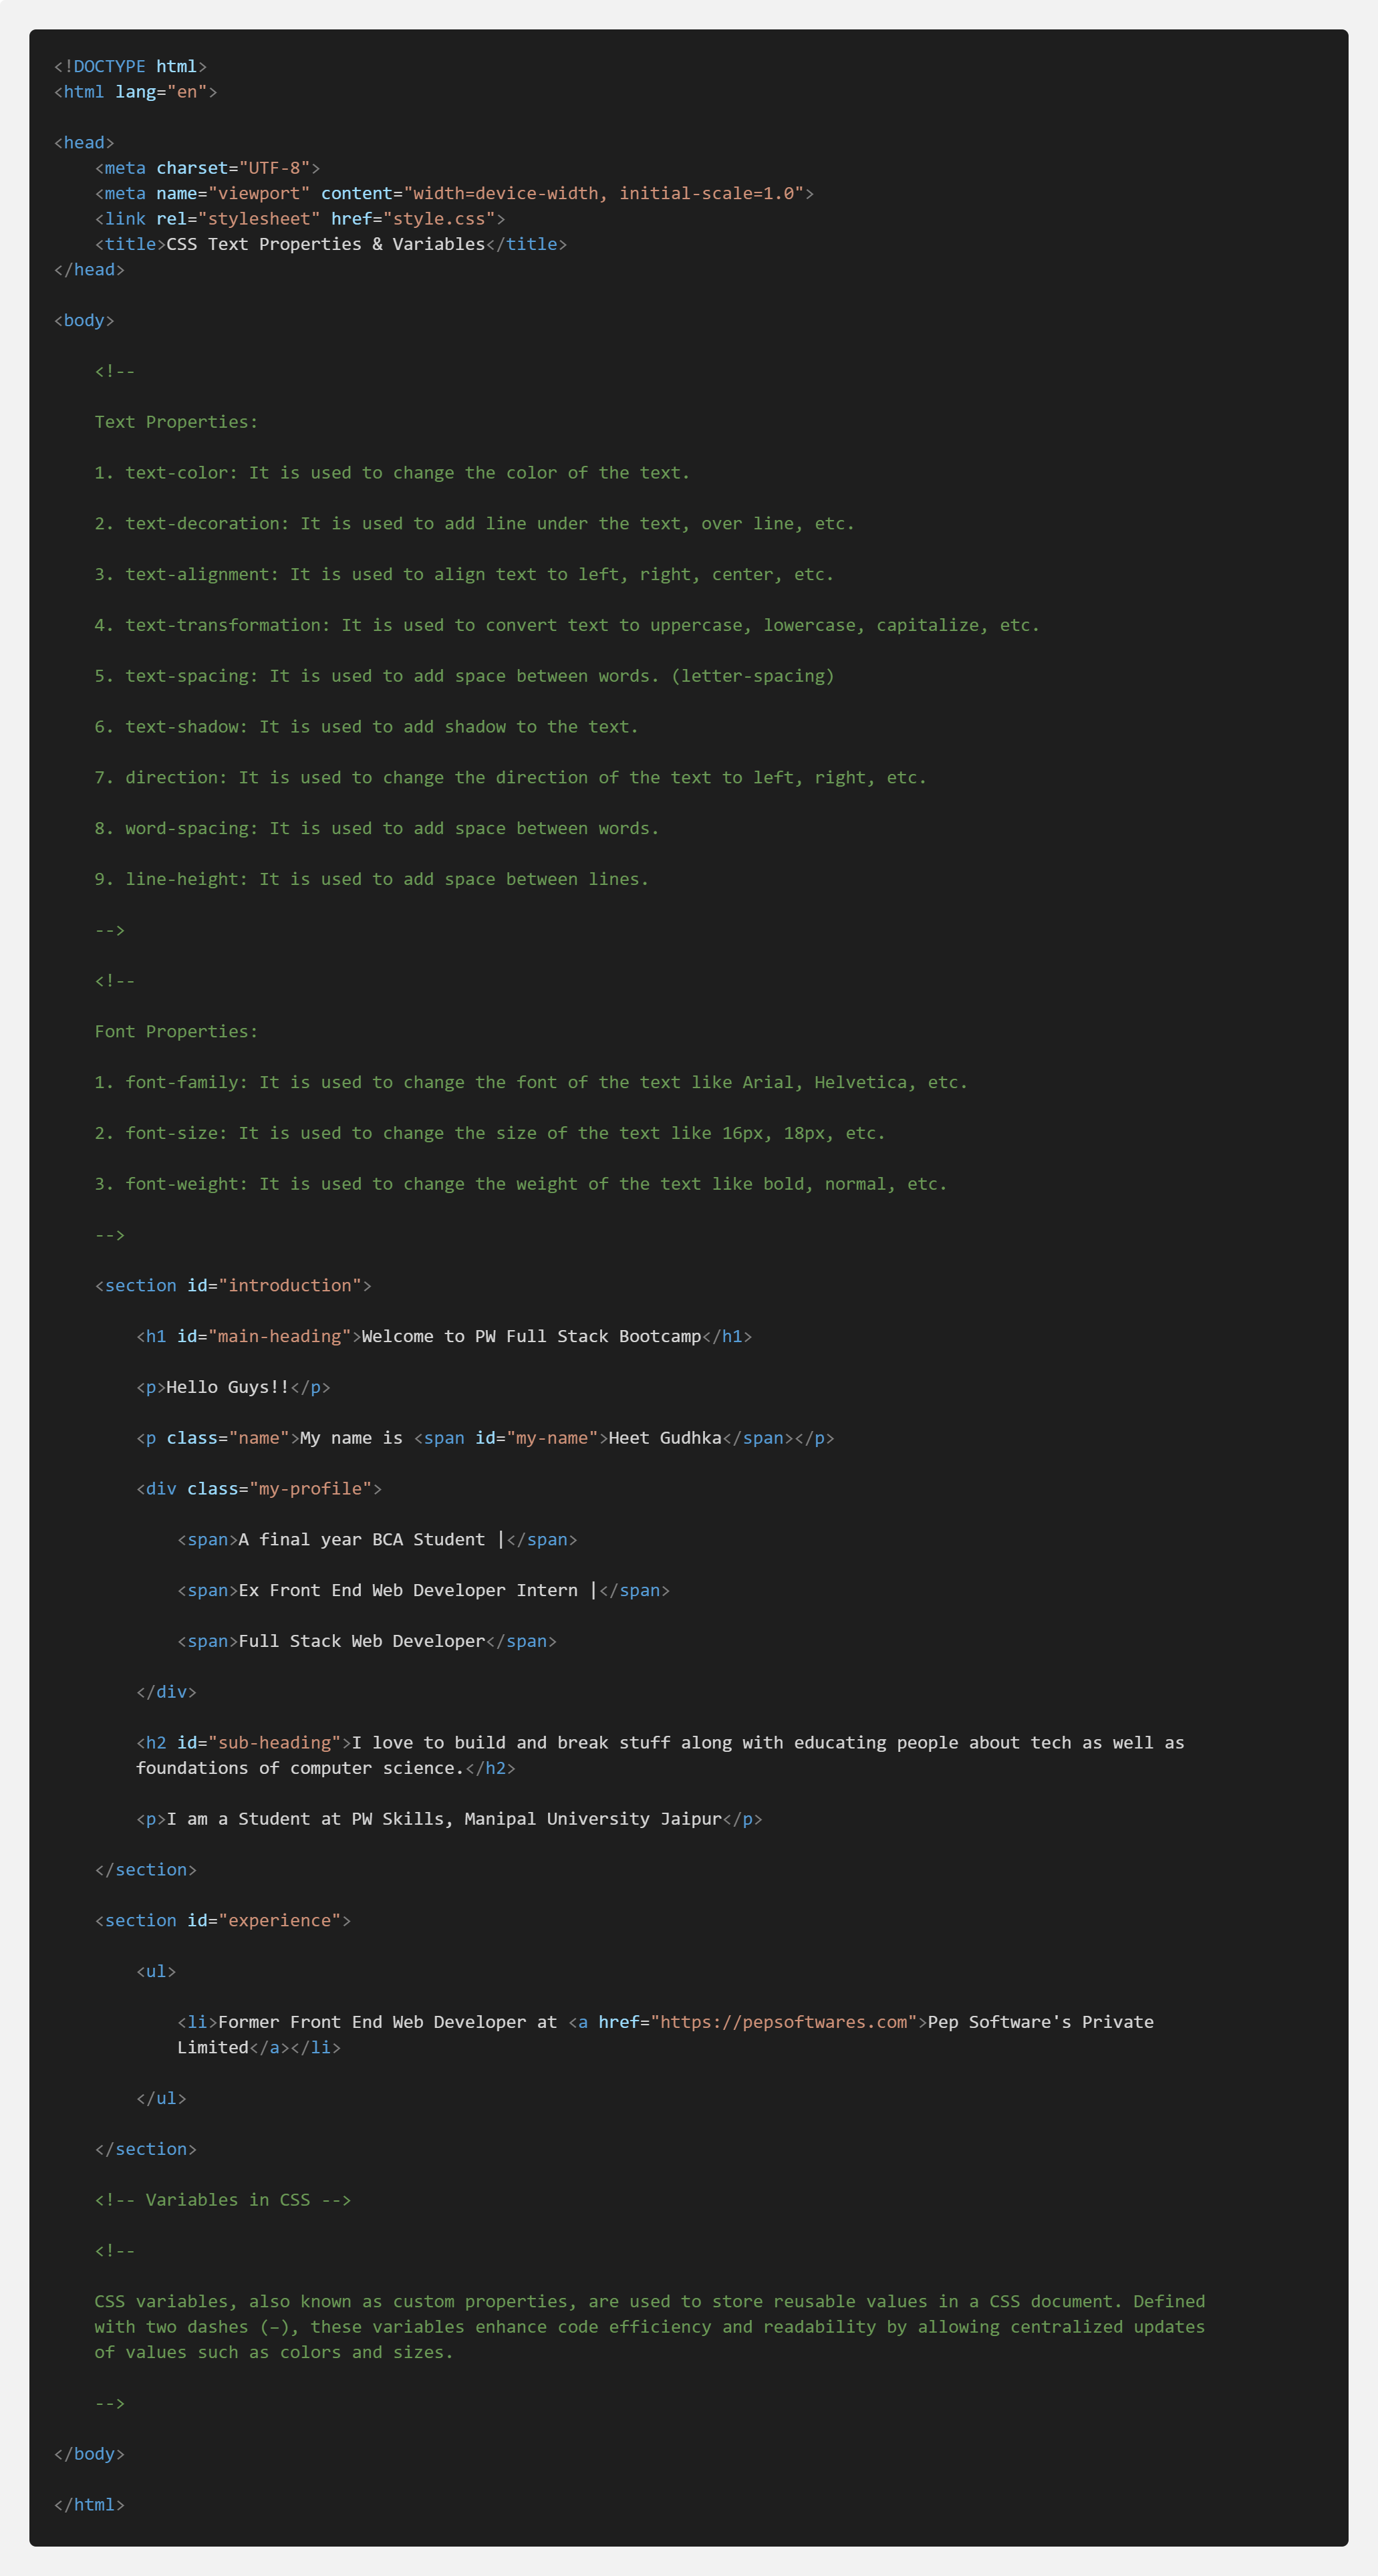 <!DOCTYPE html>
<html lang="en">
<head>
<meta charset="UTF-8">
<meta name="viewport" content="width=device-width, initial-scale=1.0">
<link rel="stylesheet" href="style.css">
<title>CSS Text Properties & Variables</title>
</head>
<body>
<!--
Text Properties:
1. text-color: It is used to change the color of the text.
2. text-decoration: It is used to add line under the text, over line, etc.
3. text-alignment: It is used to align text to left, right, center, etc.
4. text-transformation: It is used to convert text to uppercase, lowercase, capitalize, etc.
5. text-spacing: It is used to add space between words. (letter-spacing)
6. text-shadow: It is used to add shadow to the text.
7. direction: It is used to change the direction of the text to left, right, etc.
8. word-spacing: It is used to add space between words.
9. line-height: It is used to add space between lines.
-->
<!--
Font Properties:
1. font-family: It is used to change the font of the text like Arial, Helvetica, etc.
2. font-size: It is used to change the size of the text like 16px, 18px, etc.
3. font-weight: It is used to change the weight of the text like bold, normal, etc.
-->
<section id="introduction">
<h1 id="main-heading">Welcome to PW Full Stack Bootcamp</h1>
<p>Hello Guys!!</p>
<p class="name">My name is <span id="my-name">Heet Gudhka</span></p>
<div class="my-profile">
<span>A final year BCA Student |</span>
<span>Ex Front End Web Developer Intern |</span>
<span>Full Stack Web Developer</span>
</div>
<h2 id="sub-heading">I love to build and break stuff along with educating people about tech as well as
foundations of computer science.</h2>
<p>I am a Student at PW Skills, Manipal University Jaipur</p>
</section>
<section id="experience">
<ul>
<li>Former Front End Web Developer at <a href="https://pepsoftwares.com">Pep Software's Private
Limited</a></li>
</ul>
</section>
<!-- Variables in CSS -->
<!--
CSS variables, also known as custom properties, are used to store reusable values in a CSS document. Defined
with two dashes (–), these variables enhance code efficiency and readability by allowing centralized updates
of values such as colors and sizes.
-->
</body>
</html>